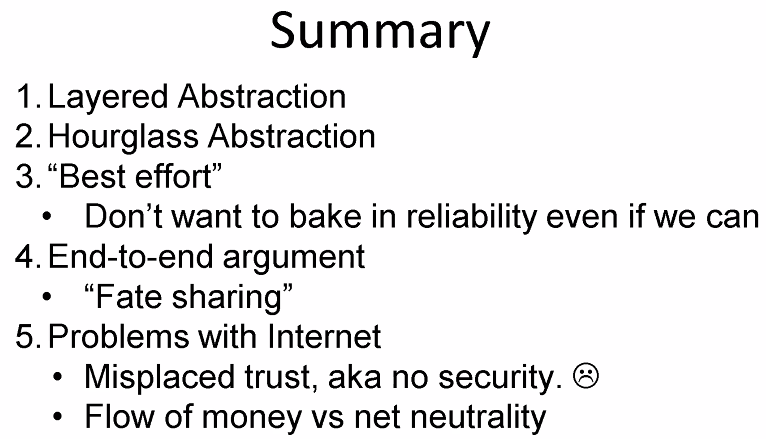 Summary
1. Layered Abstraction
2. Hourglass Abstraction
3. “Best effort”
• Don’t want to bake in reliability even if we can
4. End-to-end argument
• “Fate sharing”
5. Problems with Internet
• Misplaced trust, aka no security. ☹
• Flow of money vs net neutrality